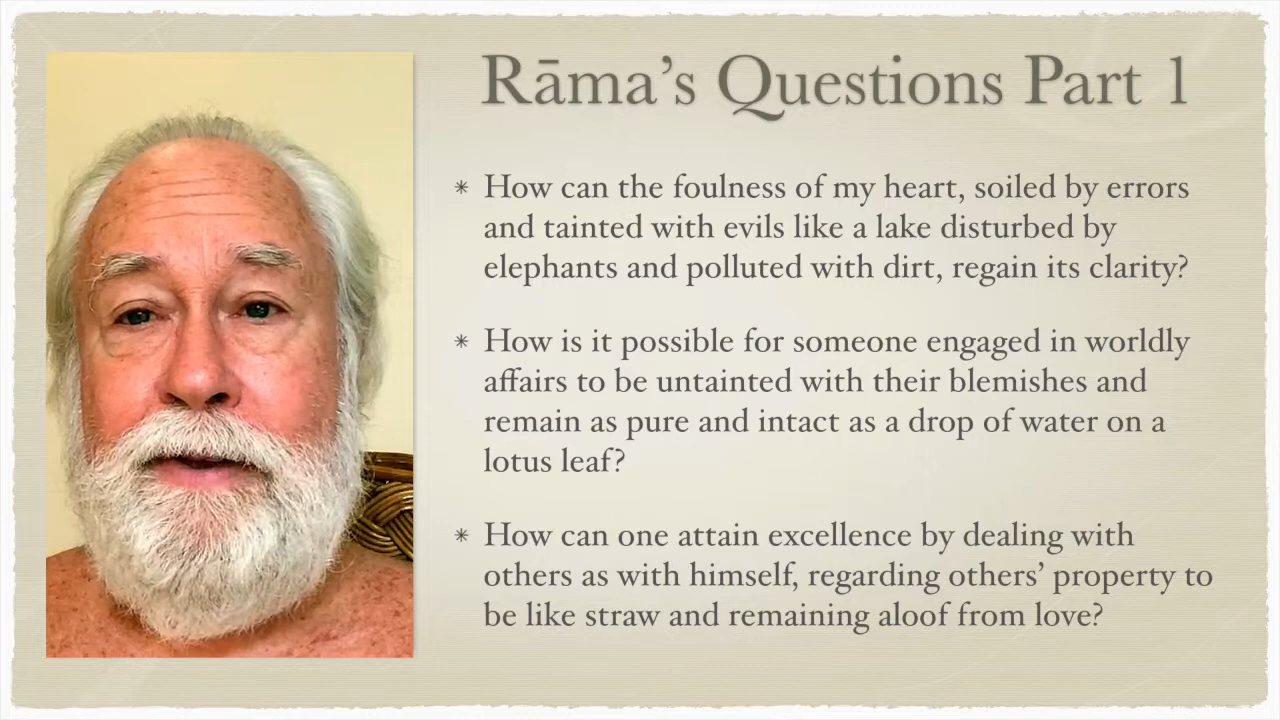 Rāma’s Questions Part 1
* How can the foulness of my heart, soiled by errors
and tainted with evils like a lake disturbed by
elephants and polluted with dirt, regain its clarity?
* How is it possible for someone engaged in worldly
affairs to be untainted with their blemishes and
remain as pure and intact as a drop of water on a
lotus leaf?
* How can one attain excellence by dealing with
others as with himself, regarding others’ property to
be like straw and remaining aloof from love?